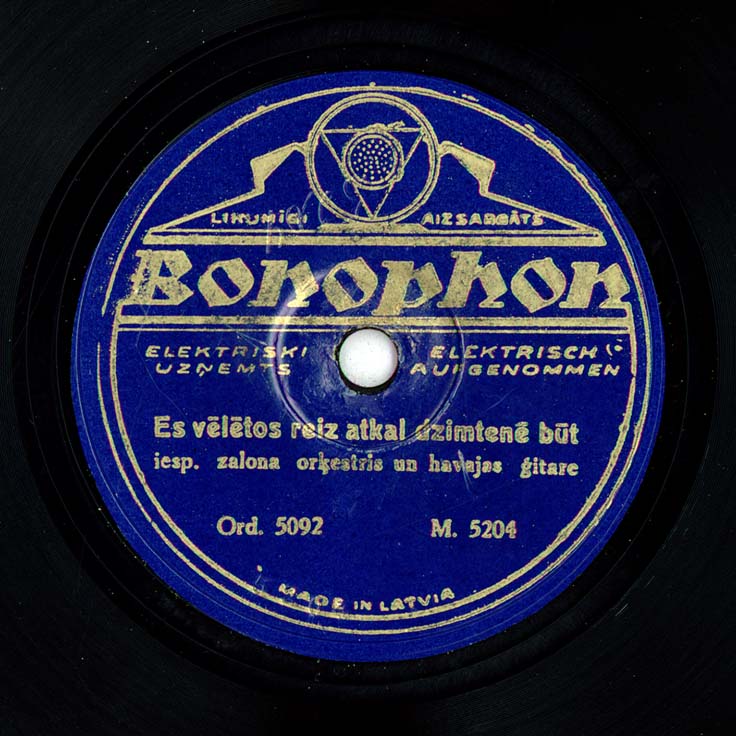 LIKUMĪGI AIZSARGĀTS
Bonophon
ELEKTRISKI ELEKTRISCH
UZŅEMTS AUFGENOMMEN
Es vēlētos reiz atkal dzimtenē būt
iesp. zalona orķestris un havajas ģitare
Ord. 5092 M. 5204
MADE IN LATVIA